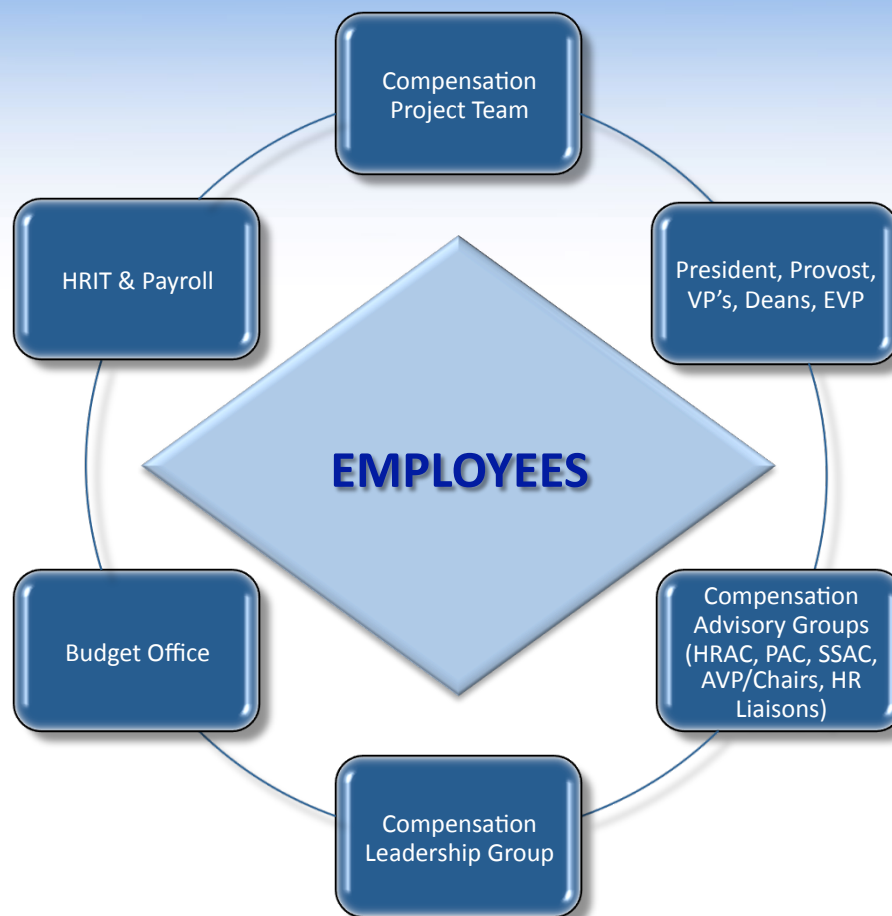 Compensation
Project Team
President, Provost,
VP's, Deans, EVP
Compensation
Advisory Groups
(HRAC, PAC, SSAC,
AVP/Chairs, HR
Liaisons)
Compensation
Leadership Group
Budget Office
HRIT & Payroll
EMPLOYEES